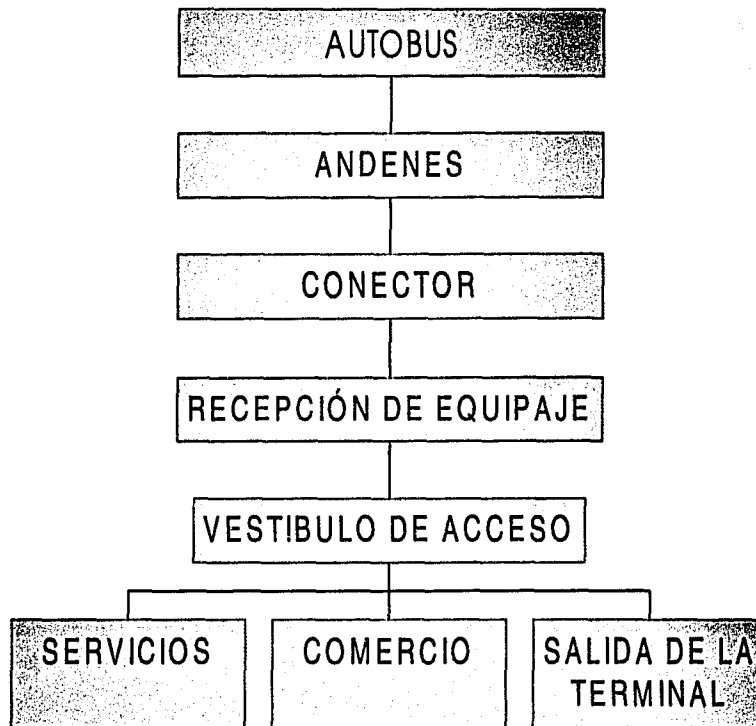 AUTOBUS
ANDENES
CONECTOR
RECEPCIÓN DE EQUIPAJE
VESTIBULO DE ACCESO
SERVICIOS
COMERCIO
SALIDA DE LA
TERMINAL